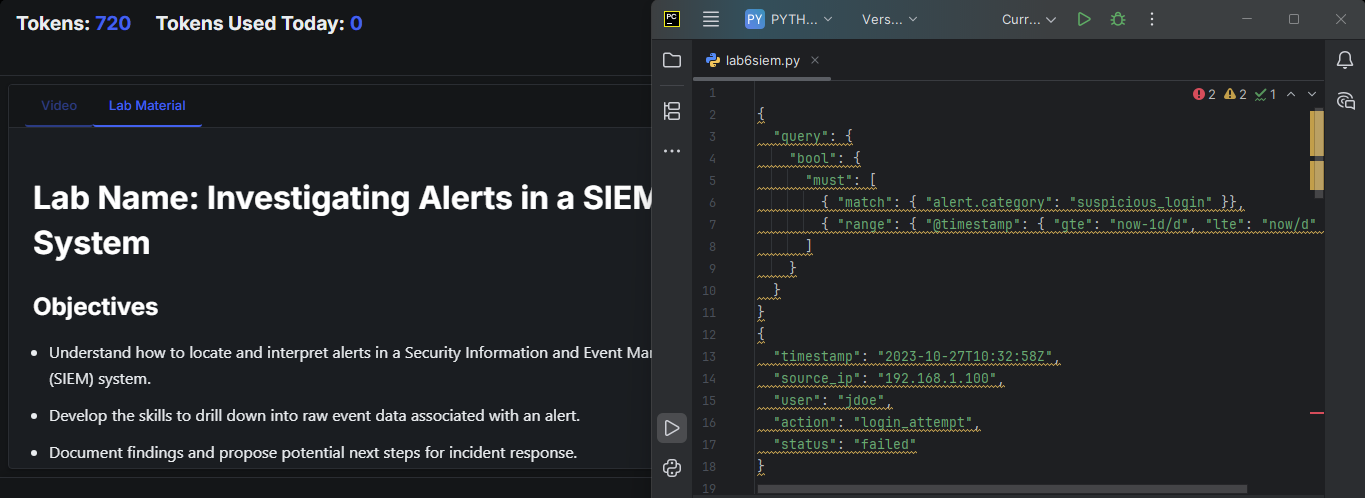 Tokens: 720 Tokens Used Today: 0
Video Lab Material
Lab Name: Investigating Alerts in a SIEM
System
Objectives
Understand how to locate and interpret alerts in a Security Information and Event Mar
(SIEM) system.
Develop the skills to drill down into raw event data associated with an alert.
Document findings and propose potential next steps for incident response.
PC PY PYTH... Vers... Curr...
lab6siem.py
2 2 1
1
2 {
3 "query": {
4 "bool": {
5 "must": [
6 { "match": { "alert.category": "suspicious_login" }},
7 { "range": { "@timestamp": { "gte": "now-1d/d", "lte": "now/d"
8 ]
9 }
10 }
11 }
12 {
13 "timestamp": "2023-10-27T10:32:58Z",
14 "source_ip": "192.168.1.100",
15 "user": "jdoe",
16 "action": "login_attempt",
17 "status": "failed"
18 }
19